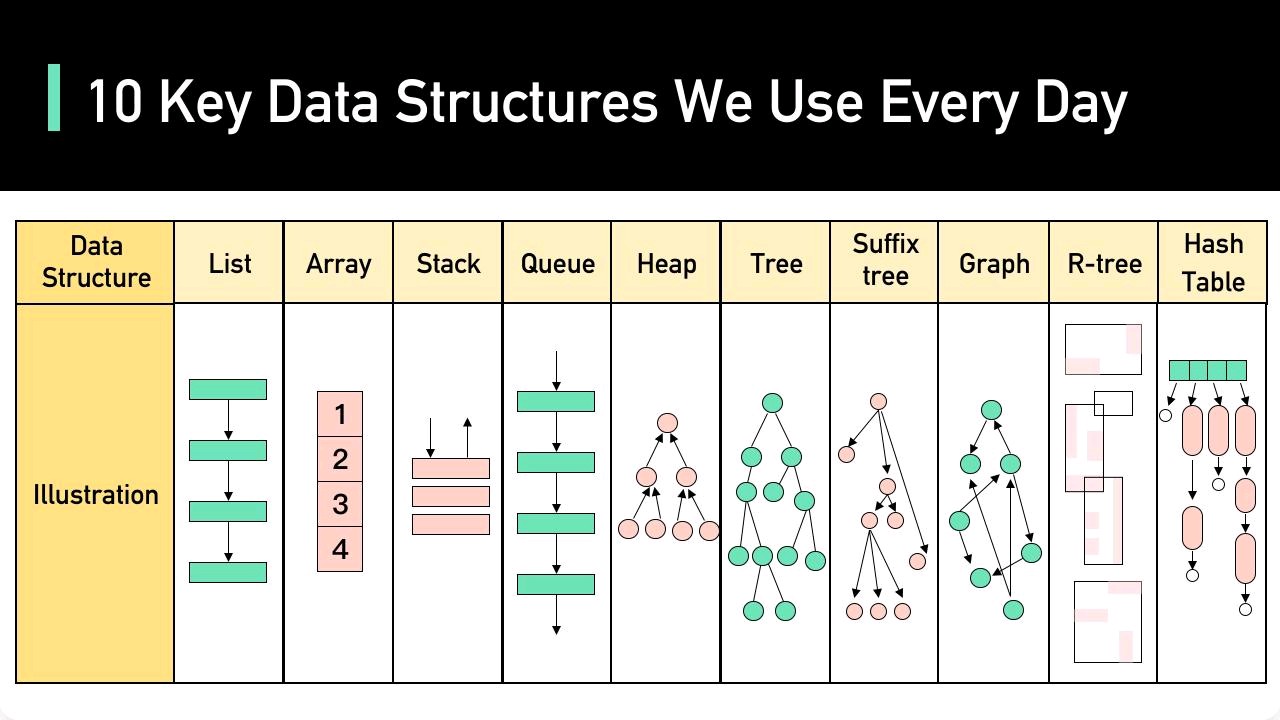 10 Key Data Structures We Use Every Day
Data
Structure
List
Array
Stack
Queue
Heap
Tree
Suffix
tree
Graph
R-tree
Hash
Table
Illustration
1
2
3
4